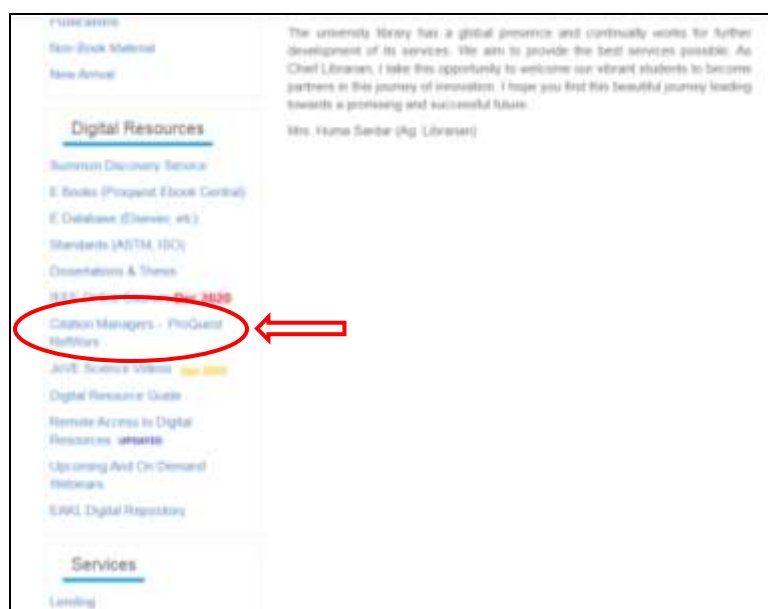 Publications
Non-Book Material
New Arrival
Digital Resources
Summon Discovery Service
E Books (Proquest Ebook Central)
E Database (Elsevier, etc)
Standards (ASTM, ISO)
Dissertations & Thesis
IEEE Online Courses Dec 2020
Citation Managers - ProQuest
RefWorks
JoVE Science Videos
Digital Resource Guide
Remote Access to Digital
Resources UPDATED
Upcoming And On Demand
Webinars
EAKL Digital Repository
Services
Lending
The university library has a global presence and continually works for further
development of its services. We aim to provide the best services possible. As
Chief Librarian, I take this opportunity to welcome our vibrant students to become
partners in this journey of innovation. I hope you find this beautiful journey leading
towards a promising and successful future.
Mrs. Huma Sardar (Ag. Librarian)